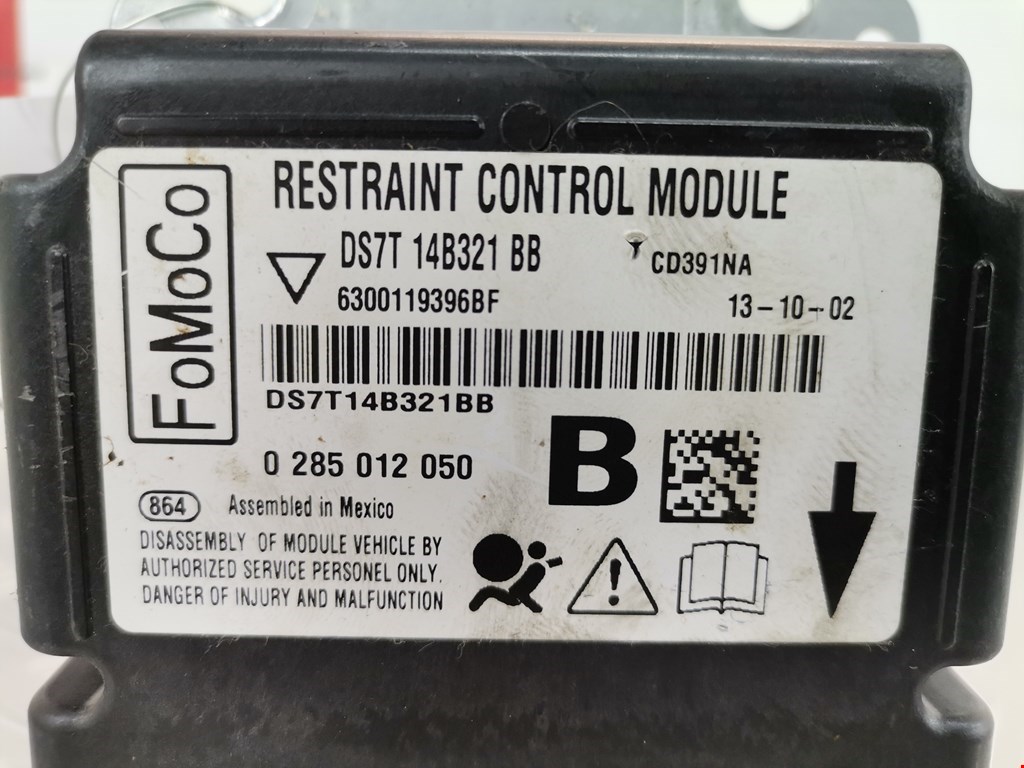 FoMoCo
RESTRAINT CONTROL MODULE
DS7T 14B321 BB
CD391NA
6300119396BF
13-10-02
DS7T14B321BB
0 285 012 050
B
864 Assembled in Mexico
DISASSEMBLY OF MODULE VEHICLE BY
AUTHORIZED SERVICE PERSONEL ONLY.
DANGER OF INJURY AND MALFUNCTION